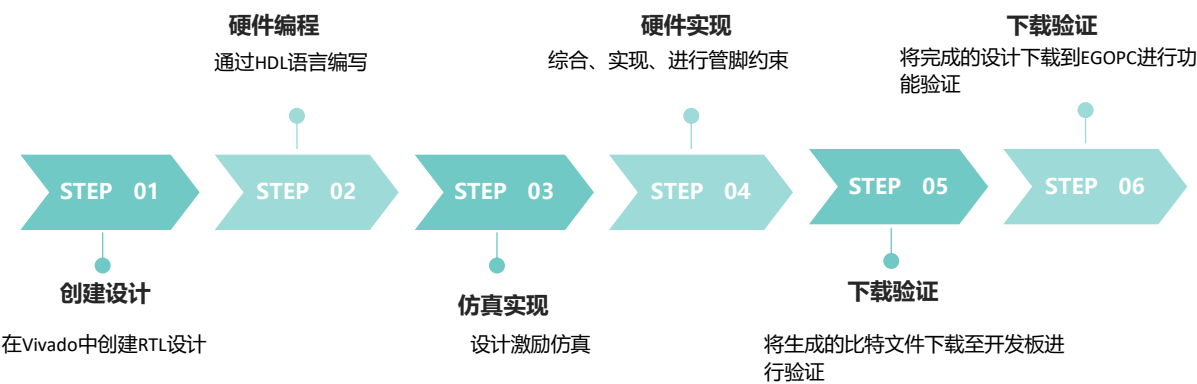 硬件编程
通过HDL语言编写
硬件实现
综合、实现、进行管脚约束
下载验证
将完成的设计下载到EGOPC进行功
能验证
STEP 01
STEP 02
STEP 03
STEP 04
STEP 05
STEP 06
创建设计
在Vivado中创建RTL设计
仿真实现
设计激励仿真
下载验证
将生成的比特文件下载至开发板进
行验证